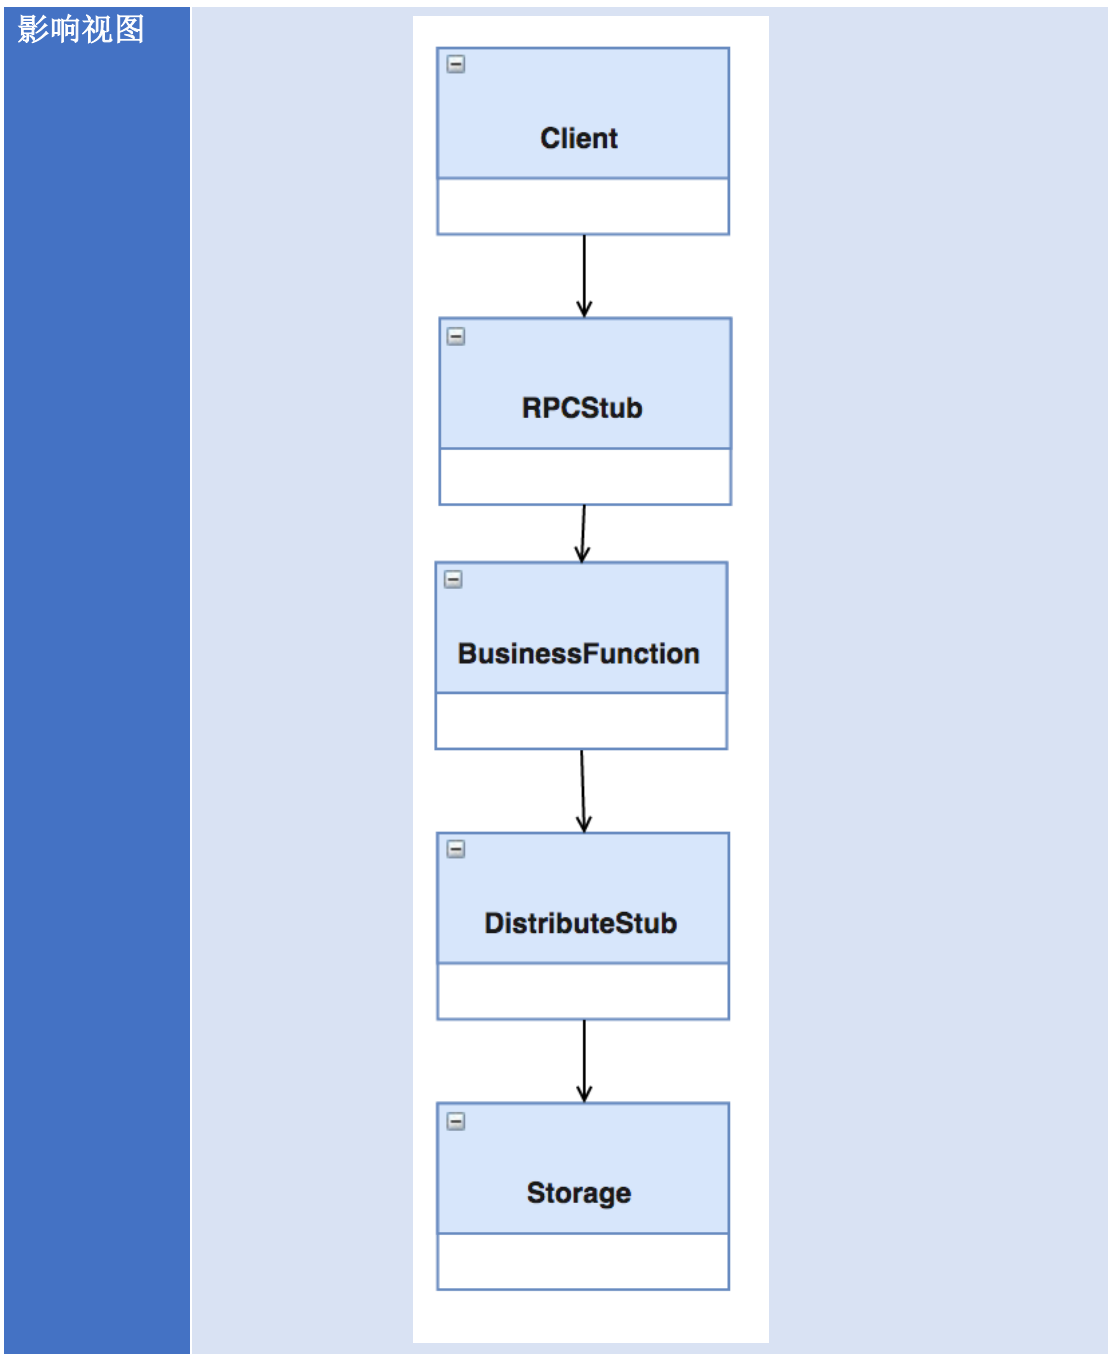 影响视图
Client
RPCStub
BusinessFunction
DistributeStub
Storage